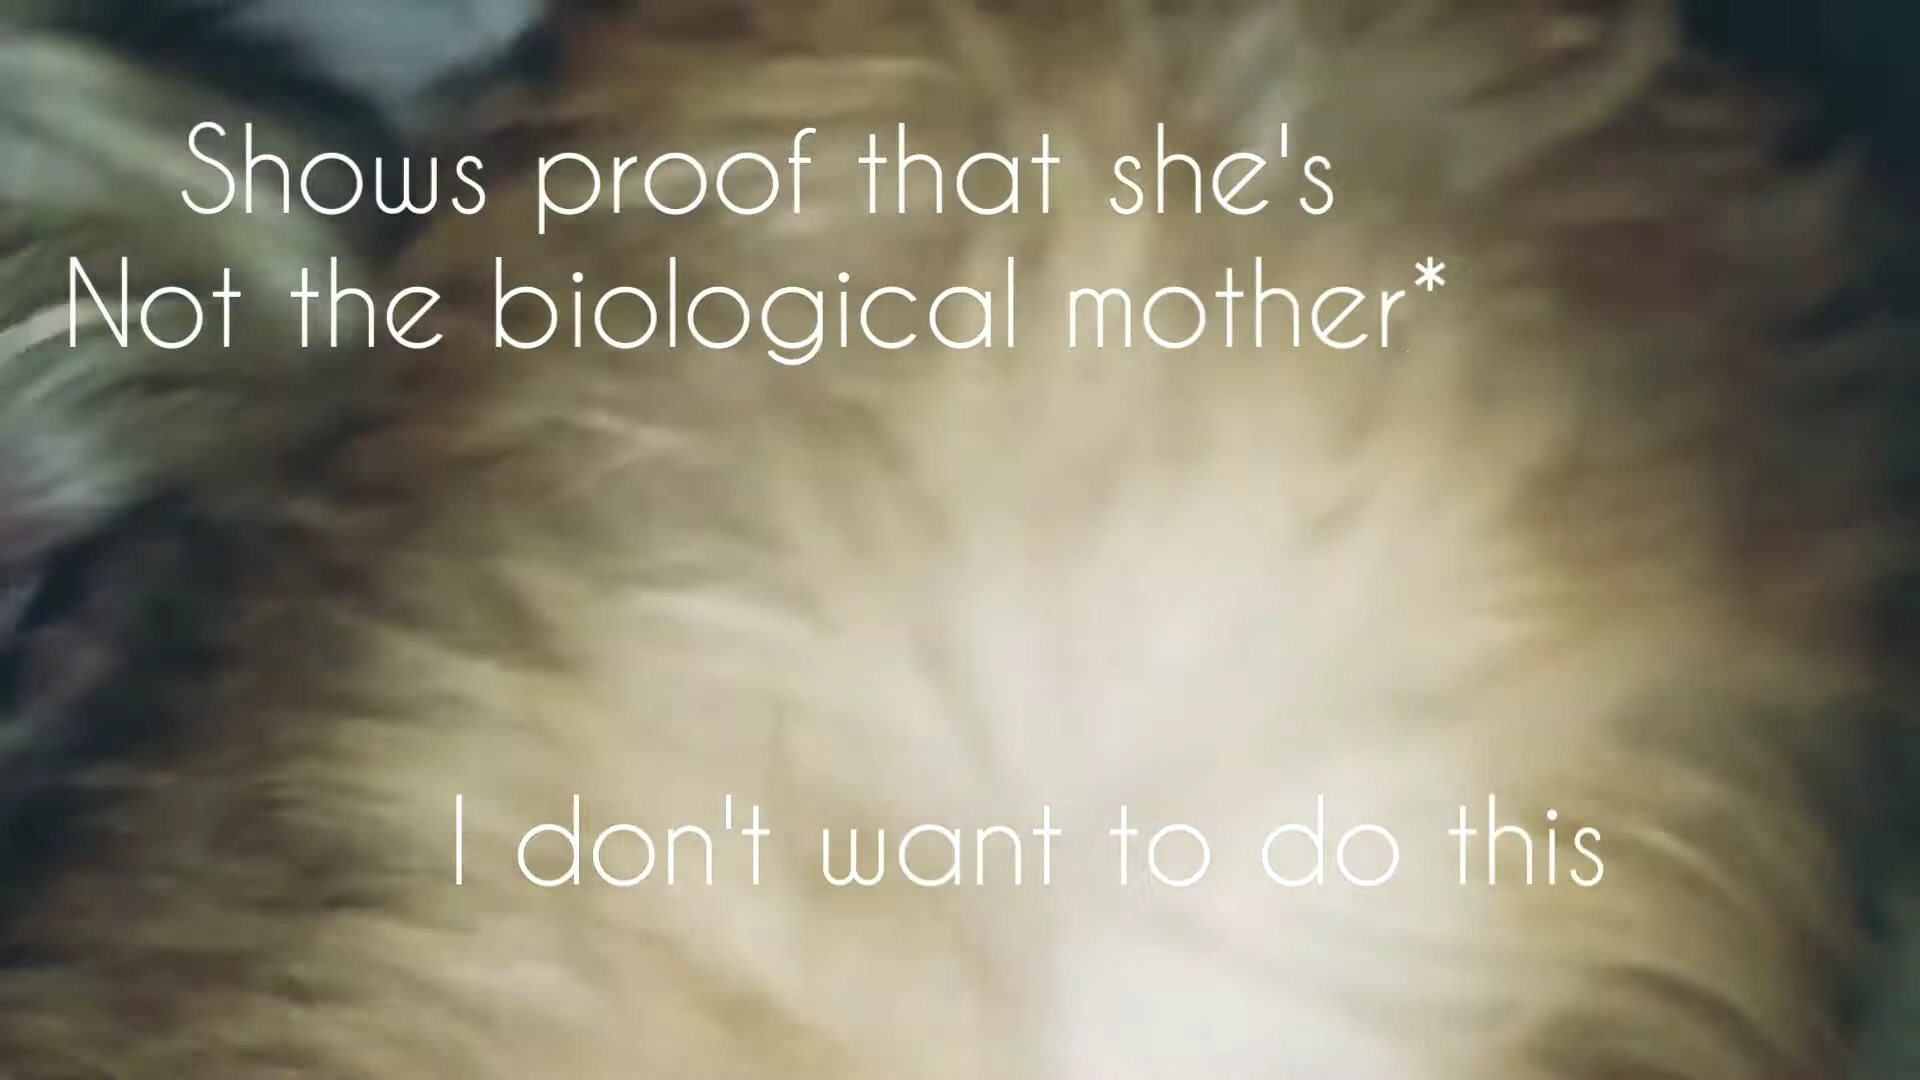 Shows proof that she's
Not the biological mother*
I don't want to do this